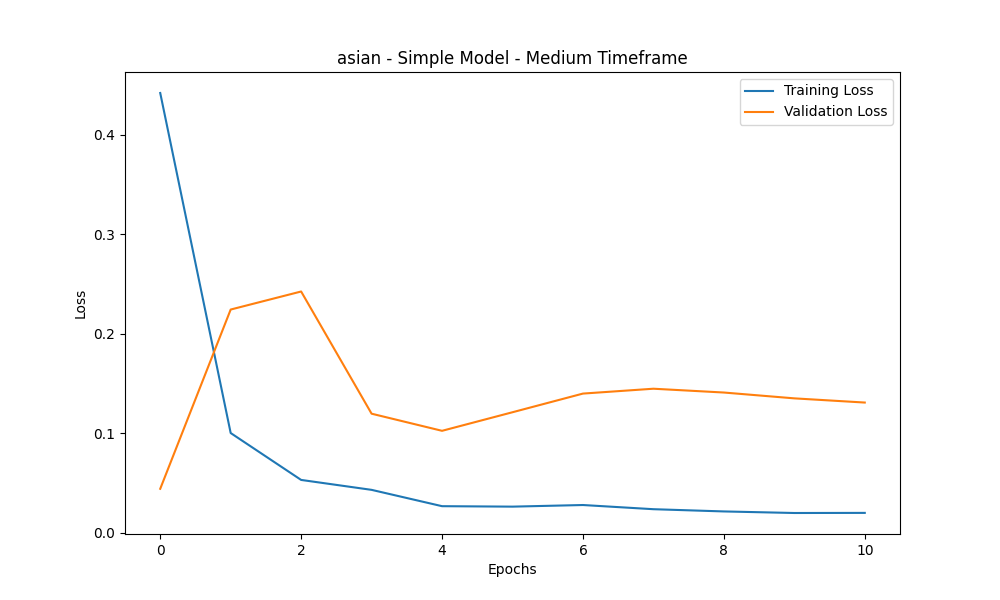 asian - Simple Model - Medium Timeframe
Training Loss
Validation Loss
Loss
0.4
0.3
0.2
0.1
0.0
0 2 4 6 8 10
Epochs